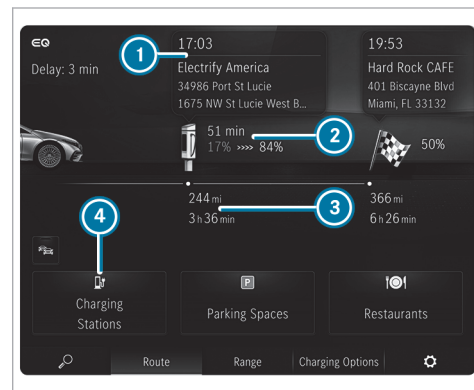 EQ
Delay: 3 min
17:03
Electrify America
34986 Port St Lucie
1675 NW St Lucie West B...
19:53
Hard Rock CAFE
401 Biscayne Blvd
Miami, FL 33132
1
51 min
17% »»» 84%
2
50%
244 mi
3 h 36 min
3
366 mi
6 h 26 min
4
Charging
Stations
P
Parking Spaces
Restaurants
Route
Range
Charging Options